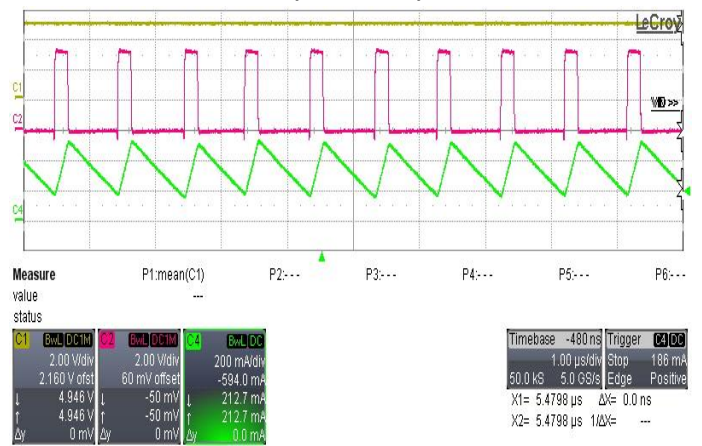 LeCroy
C1
C2
C4
Measure P1:mean(C1) P2:- - - P3:- - - P4:- - - P5:- - - P6:- - -
value - - -
status
C1 BwL DC1M C2 BwL DC1M C4 BwL DC Timebase -480 ns Trigger C4 DC
2.00 V/div 2.00 V/div 200 mA/div 1.00 µs/div Stop 186 mA
2.160 V ofst 60 mV offset -594.0 mA 50.0 kS 5.0 GS/s Edge Positive
↓ 4.946 V ↓ -50 mV ↓ 212.7 mA X1= 5.4798 µs ΔX= 0.0 ns
↑ 4.946 V ↑ -50 mV ↑ 212.7 mA X2= 5.4798 µs 1/ΔX= - - -
Δy 0 mV Δy 0 mV Δy 0.0 mA